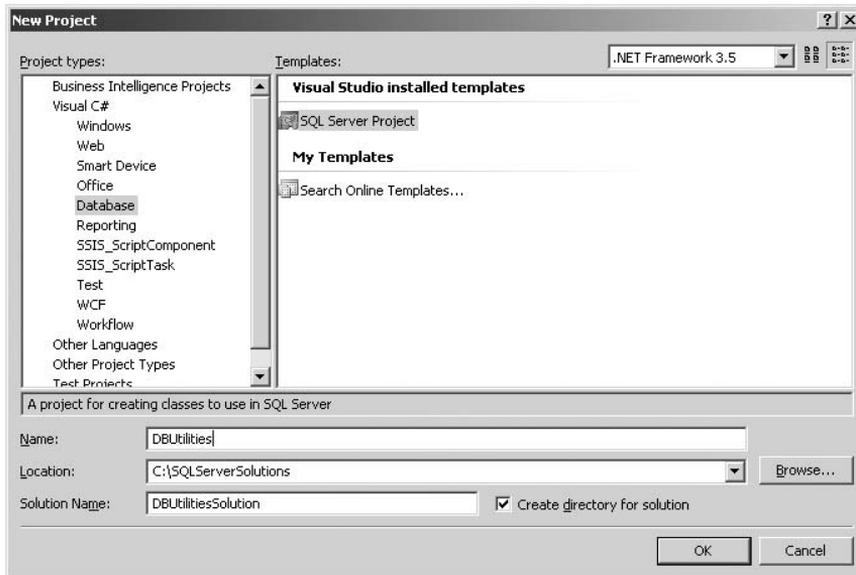 New Project
Project types:
Templates:
.NET Framework 3.5
Business Intelligence Projects
Visual C#
Windows
Web
Smart Device
Office
Database
Reporting
SSIS_ScriptComponent
SSIS_ScriptTask
Test
WCF
Workflow
Other Languages
Other Project Types
Test Projects
Visual Studio installed templates
SQL Server Project
My Templates
Search Online Templates...
A project for creating classes to use in SQL Server
Name:
DBUtilities
Location:
C:\SQLServerSolutions
Browse...
Solution Name:
DBUtilitiesSolution
Create directory for solution
OK
Cancel